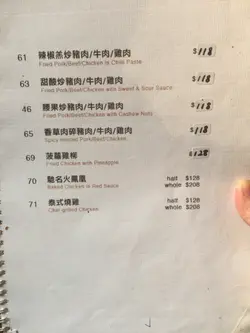 61 辣椒羔炒豬肉/牛肉/雞肉 $118
Fried Pork/Beef/Chicken in Chili Paste
63 甜酸炒豬肉/牛肉/雞肉 $118
Fried Pork/Beef/Chicken with Sweet & Sour Sauce
46 腰果炒豬肉/牛肉/雞肉 $118
Fried Pork/Beef/Chicken with Cashew Nuts
65 香草肉碎豬肉/牛肉/雞肉 $118
Spicy minced Pork/Beef/Chicken
69 菠蘿雞柳 $128
Fried Chicken with Pineapple
70 馳名火鳳凰 half $128
Baked Chicken in Red Sauce whole $208
71 泰式燒雞 half $128
Char-grilled Chicken whole $208